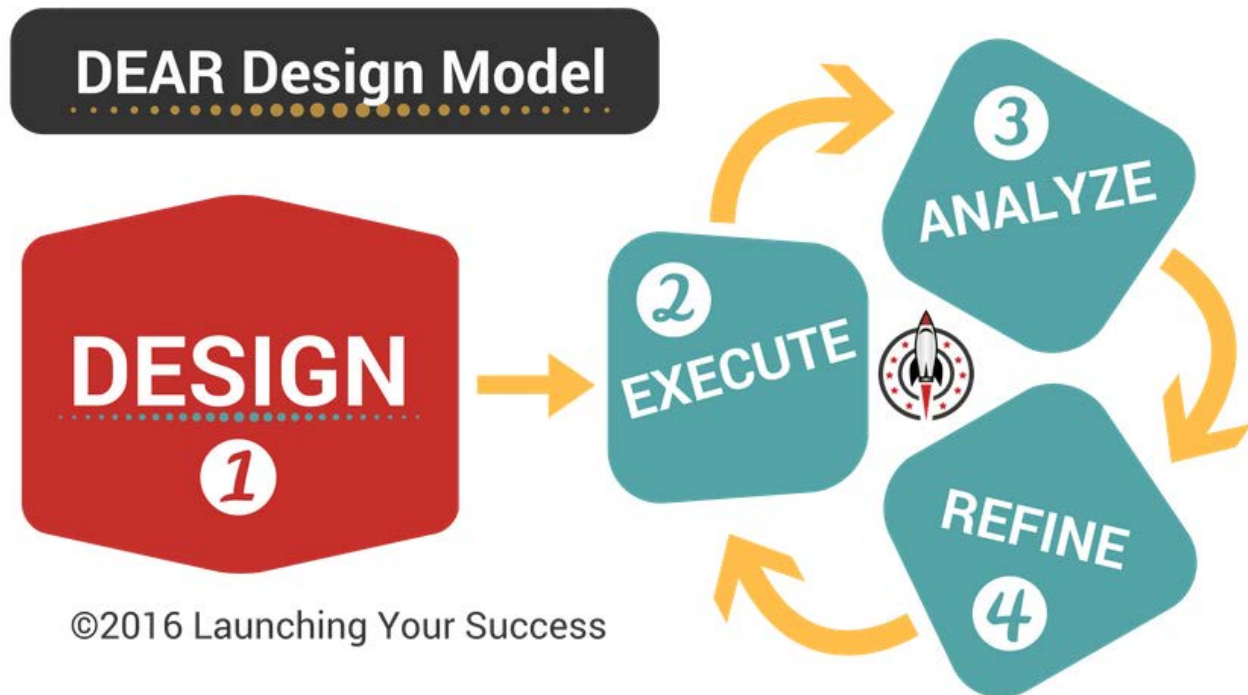 DEAR Design Model
DESIGN
1
2
EXECUTE
3
ANALYZE
REFINE
4
©2016 Launching Your Success